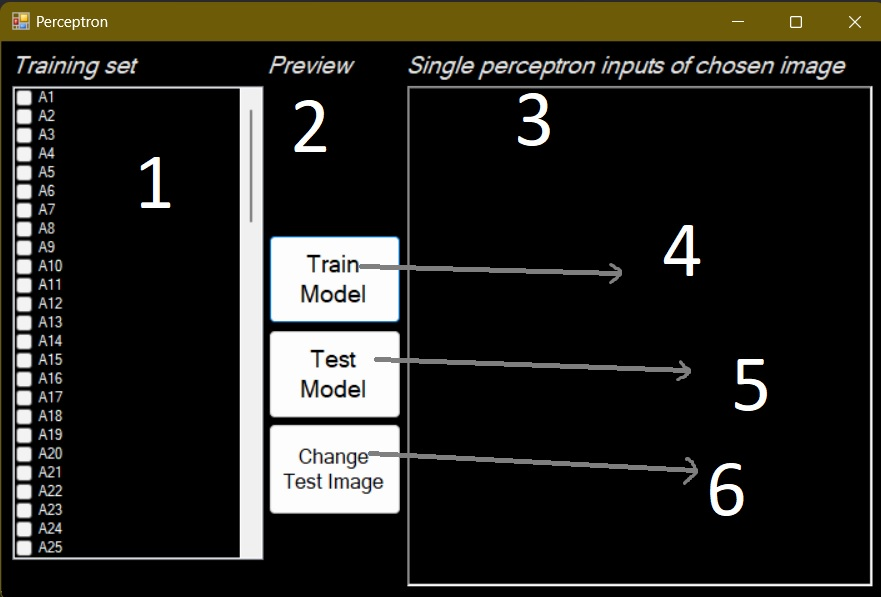 Perceptron
Training set
Preview
Single perceptron inputs of chosen image
A1
A2
A3
A4
A5
A6
A7
A8
A9
A10
A11
A12
A13
A14
A15
A16
A17
A18
A19
A20
A21
A22
A23
A24
A25
1
2
Train
Model
Test
Model
Change
Test Image
3
4
5
6